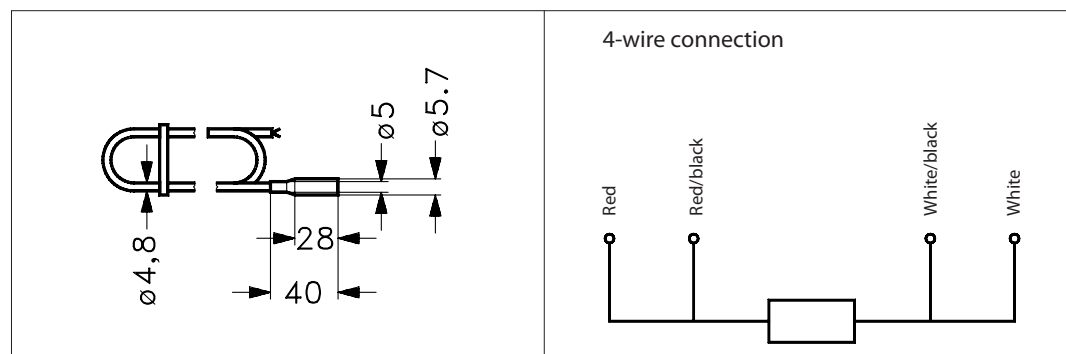 ø4,8
28
40
ø5
ø5.7
4-wire connection
Red
Red/black
White/black
White